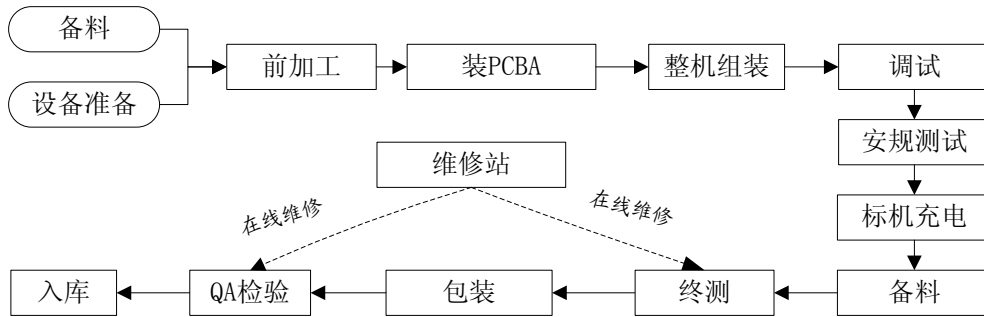 备料
设备准备
前加工
装PCBA
整机组装
调试
安规测试
标机充电
备料
终测
包装
QA检验
入库
维修站
在线维修
在线维修